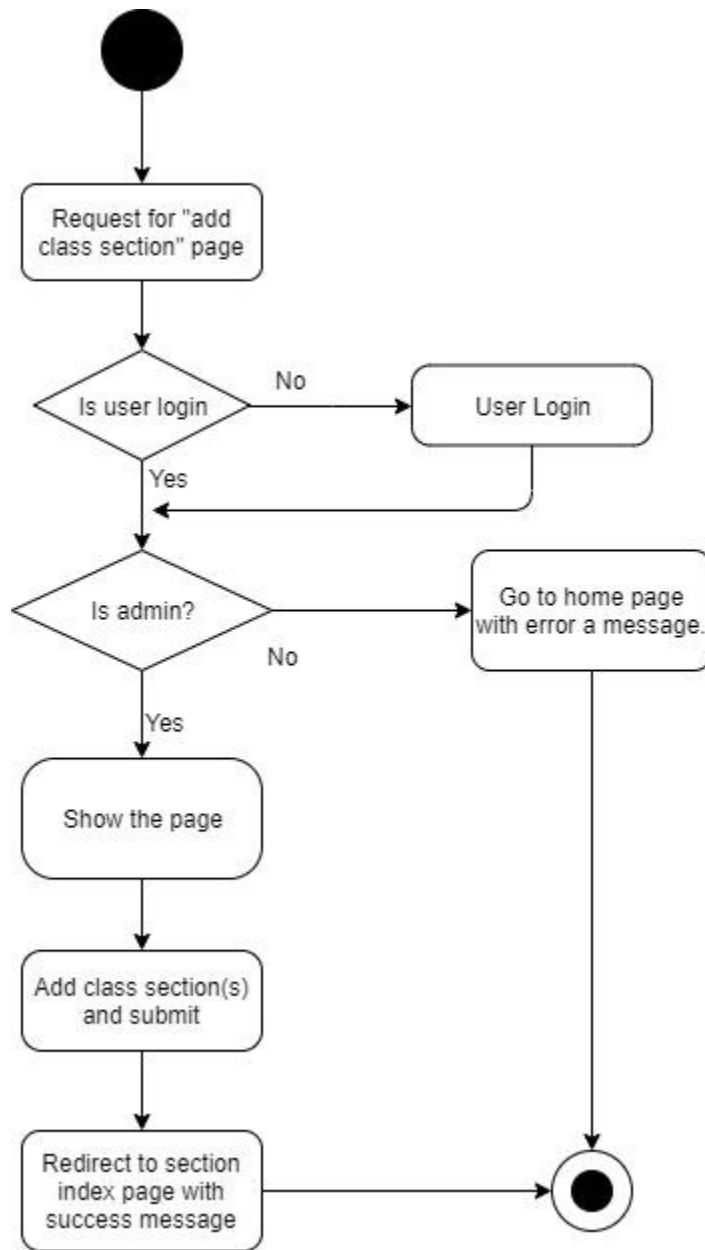 Request for "add
class section" page
Is user login
No
User Login
Yes
Is admin?
Go to home page
with error a message.
No
Yes
Show the page
Add class section(s)
and submit
Redirect to section
index page with
success message